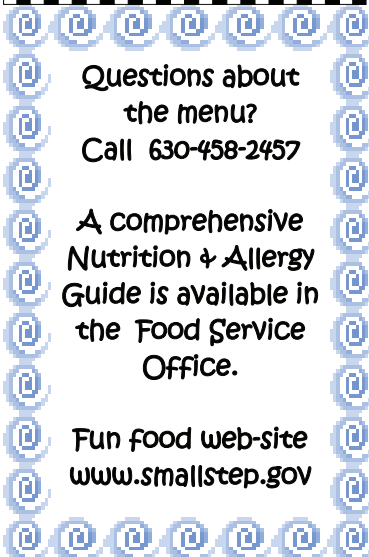 Questions about
the menu?
Call 630-458-2457
A comprehensive
Nutrition & Allergy
Guide is available in
the Food Service
Office.
Fun food web-site
www.smallstep.gov